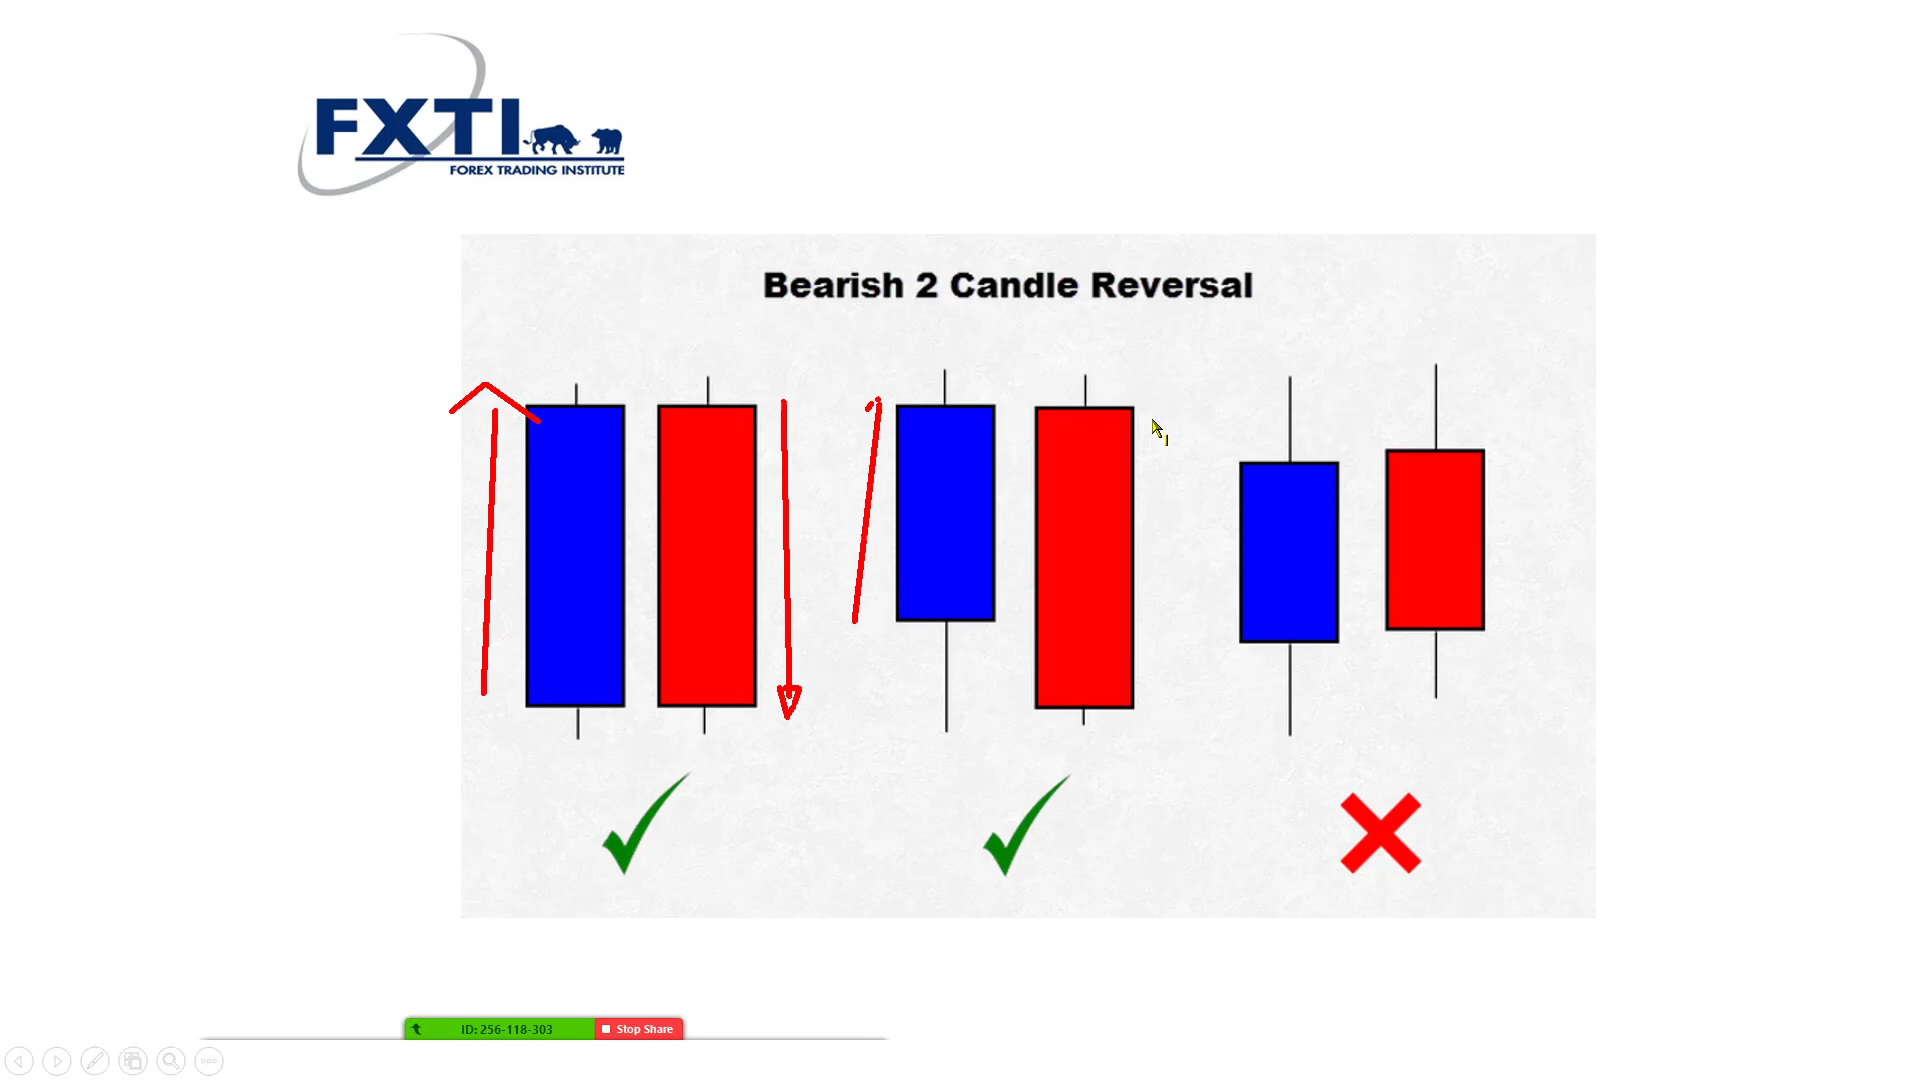 FXTI
FOREX TRADING INSTITUTE
Bearish 2 Candle Reversal
ID: 256-118-303
Stop Share